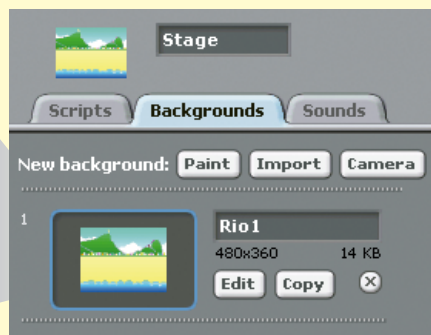 Stage
Scripts Backgrounds Sounds
New background: Paint Import Camera
1
Rio1
480x360 14 KB
Edit Copy